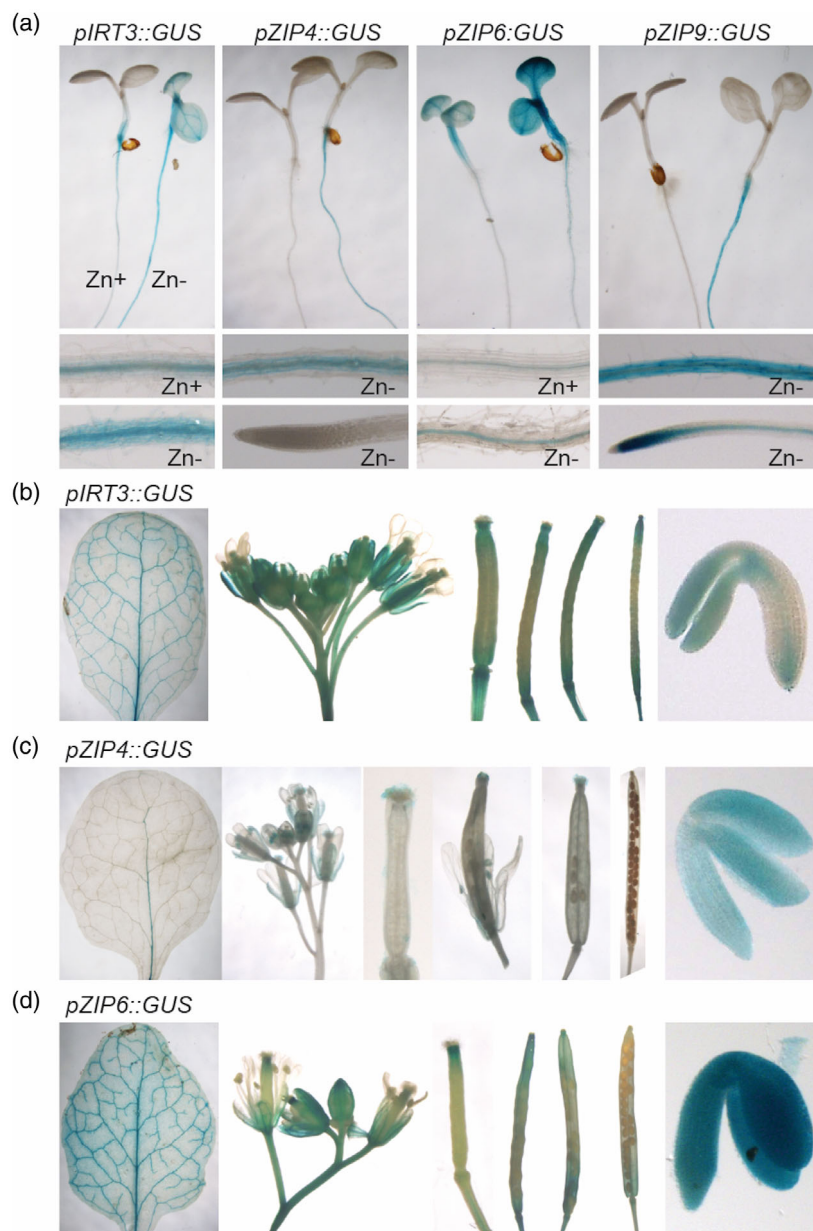 (a)
pIRT3::GUS
pZIP4::GUS
pZIP6:GUS
pZIP9::GUS
Zn+
Zn-
Zn+
Zn-
Zn+
Zn-
Zn-
Zn-
Zn-
Zn-
(b)
pIRT3::GUS
(c)
pZIP4::GUS
(d)
pZIP6::GUS